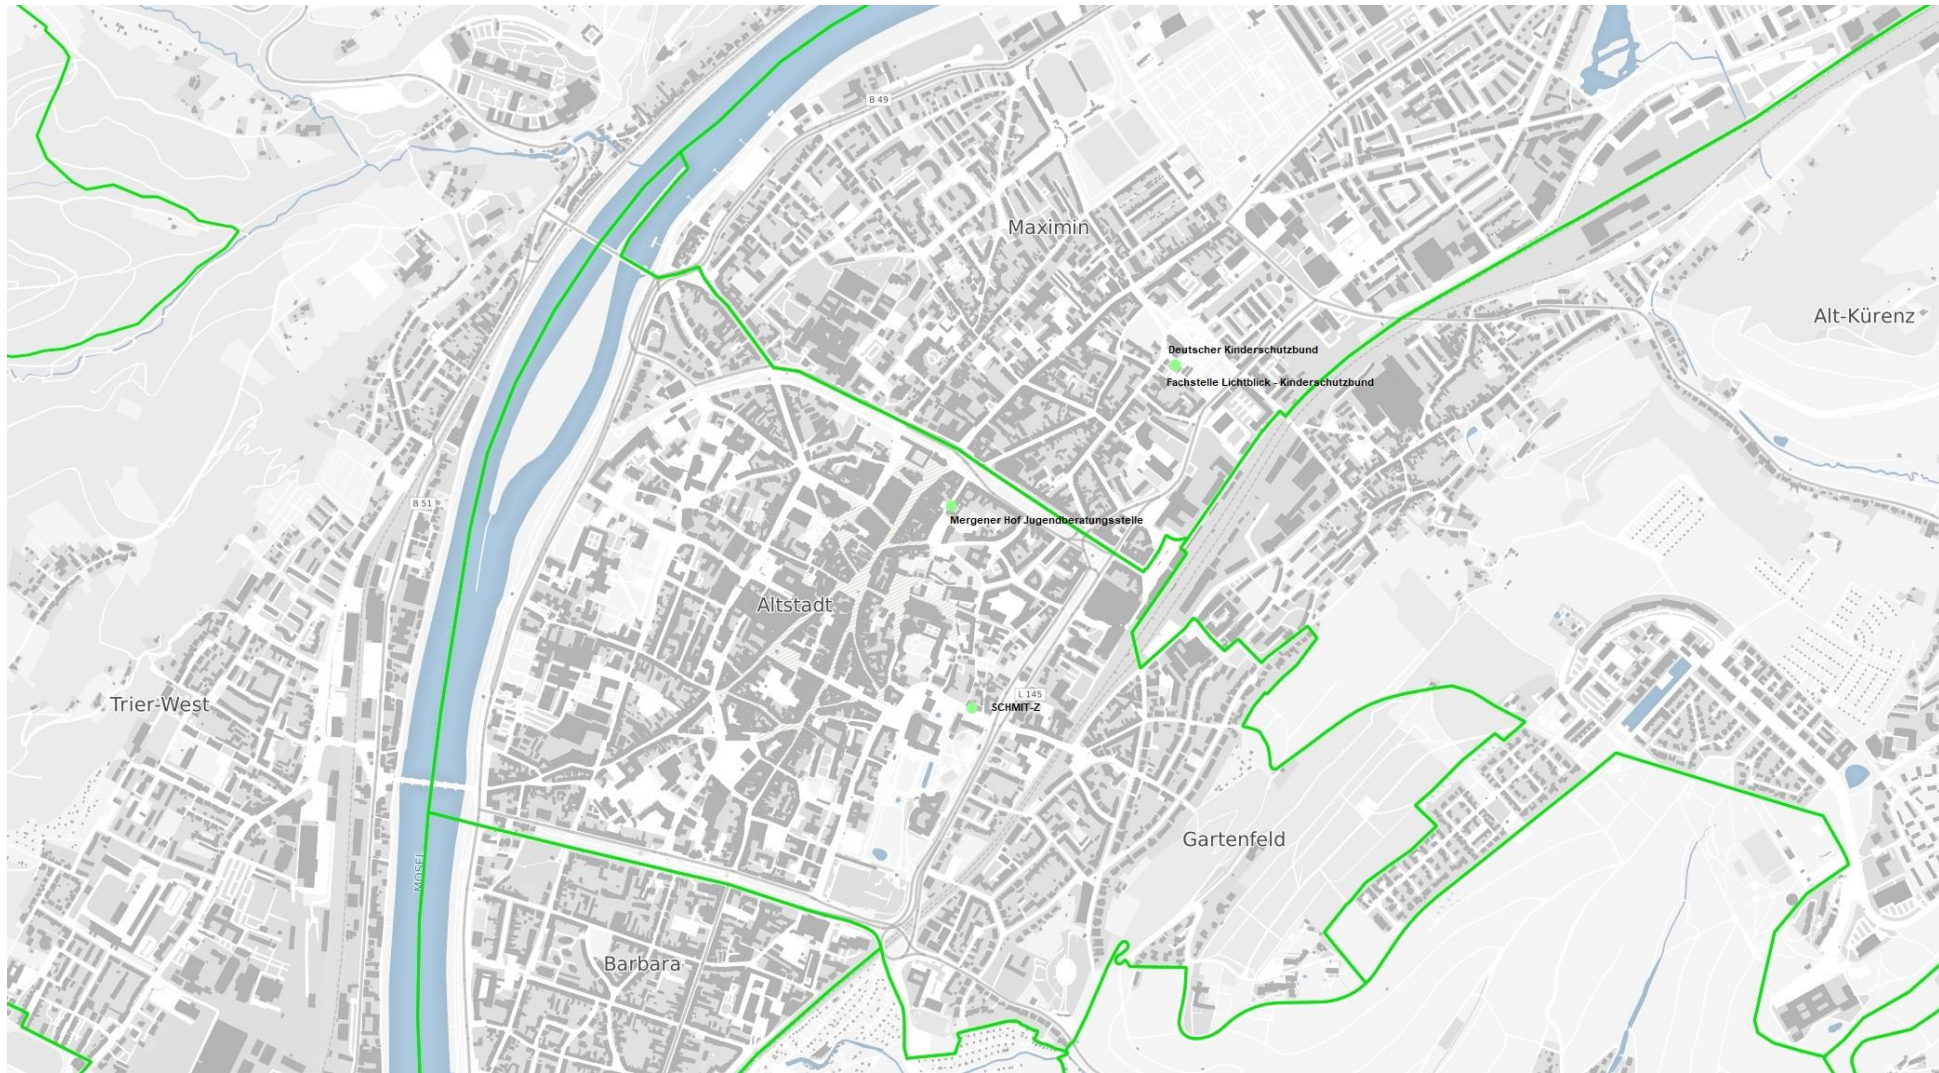 B 49
Maximin
Alt-Kürenz
Deutscher Kinderschutzbund
Fachstelle Lichtblick - Kinderschutzbund
B 51
Mergener Hof Jugendberatungsstelle
Altstadt
L 145
SCHMIT-Z
Trier-West
Gartenfeld
MOSEL
Barbara